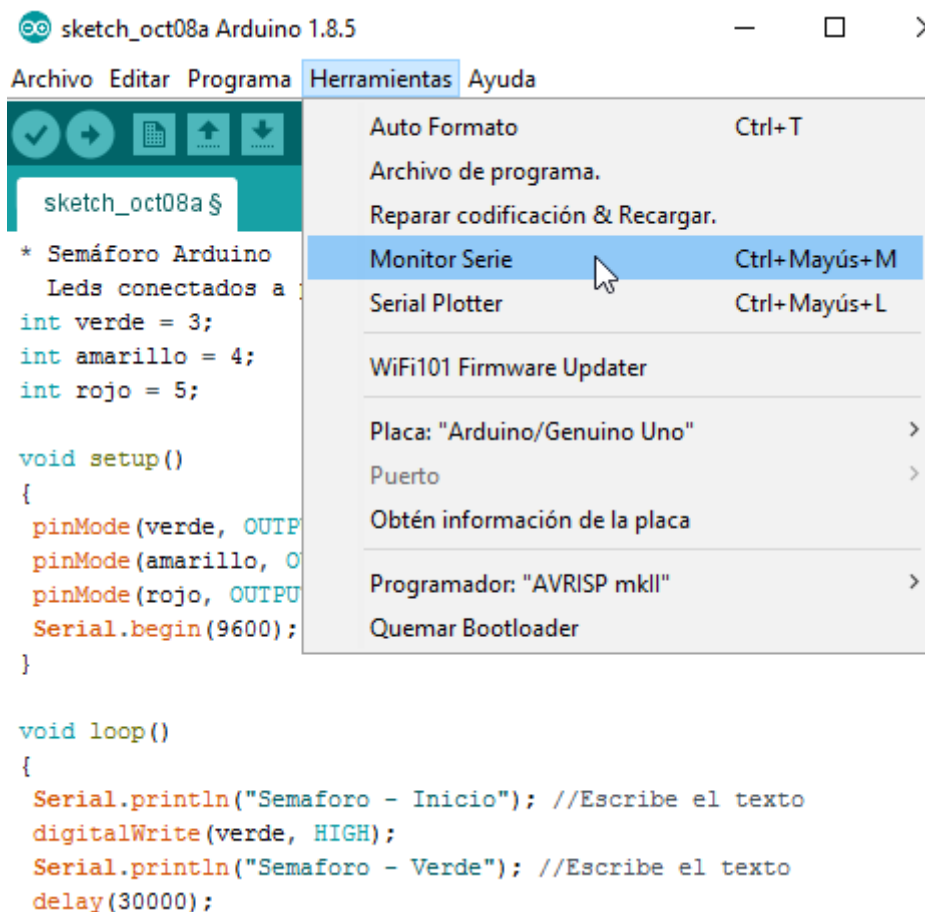 sketch_oct08a Arduino 1.8.5
Archivo Editar Programa Herramientas Ayuda
Auto Formato Ctrl+T
Archivo de programa.
Reparar codificación & Recargar.
Monitor Serie Ctrl+Mayús+M
Serial Plotter Ctrl+Mayús+L
WiFi101 Firmware Updater
Placa: "Arduino/Genuino Uno"
Puerto
Obtén información de la placa
Programador: "AVRISP mkII"
Quemar Bootloader
sketch_oct08a §
* Semáforo Arduino
Leds conectados a
int verde = 3;
int amarillo = 4;
int rojo = 5;
void setup()
{
pinMode(verde, OUTP
pinMode(amarillo, O
pinMode(rojo, OUTPU
Serial.begin(9600);
}
void loop()
{
Serial.println("Semaforo - Inicio"); //Escribe el texto
digitalWrite(verde, HIGH);
Serial.println("Semaforo - Verde"); //Escribe el texto
delay(30000);